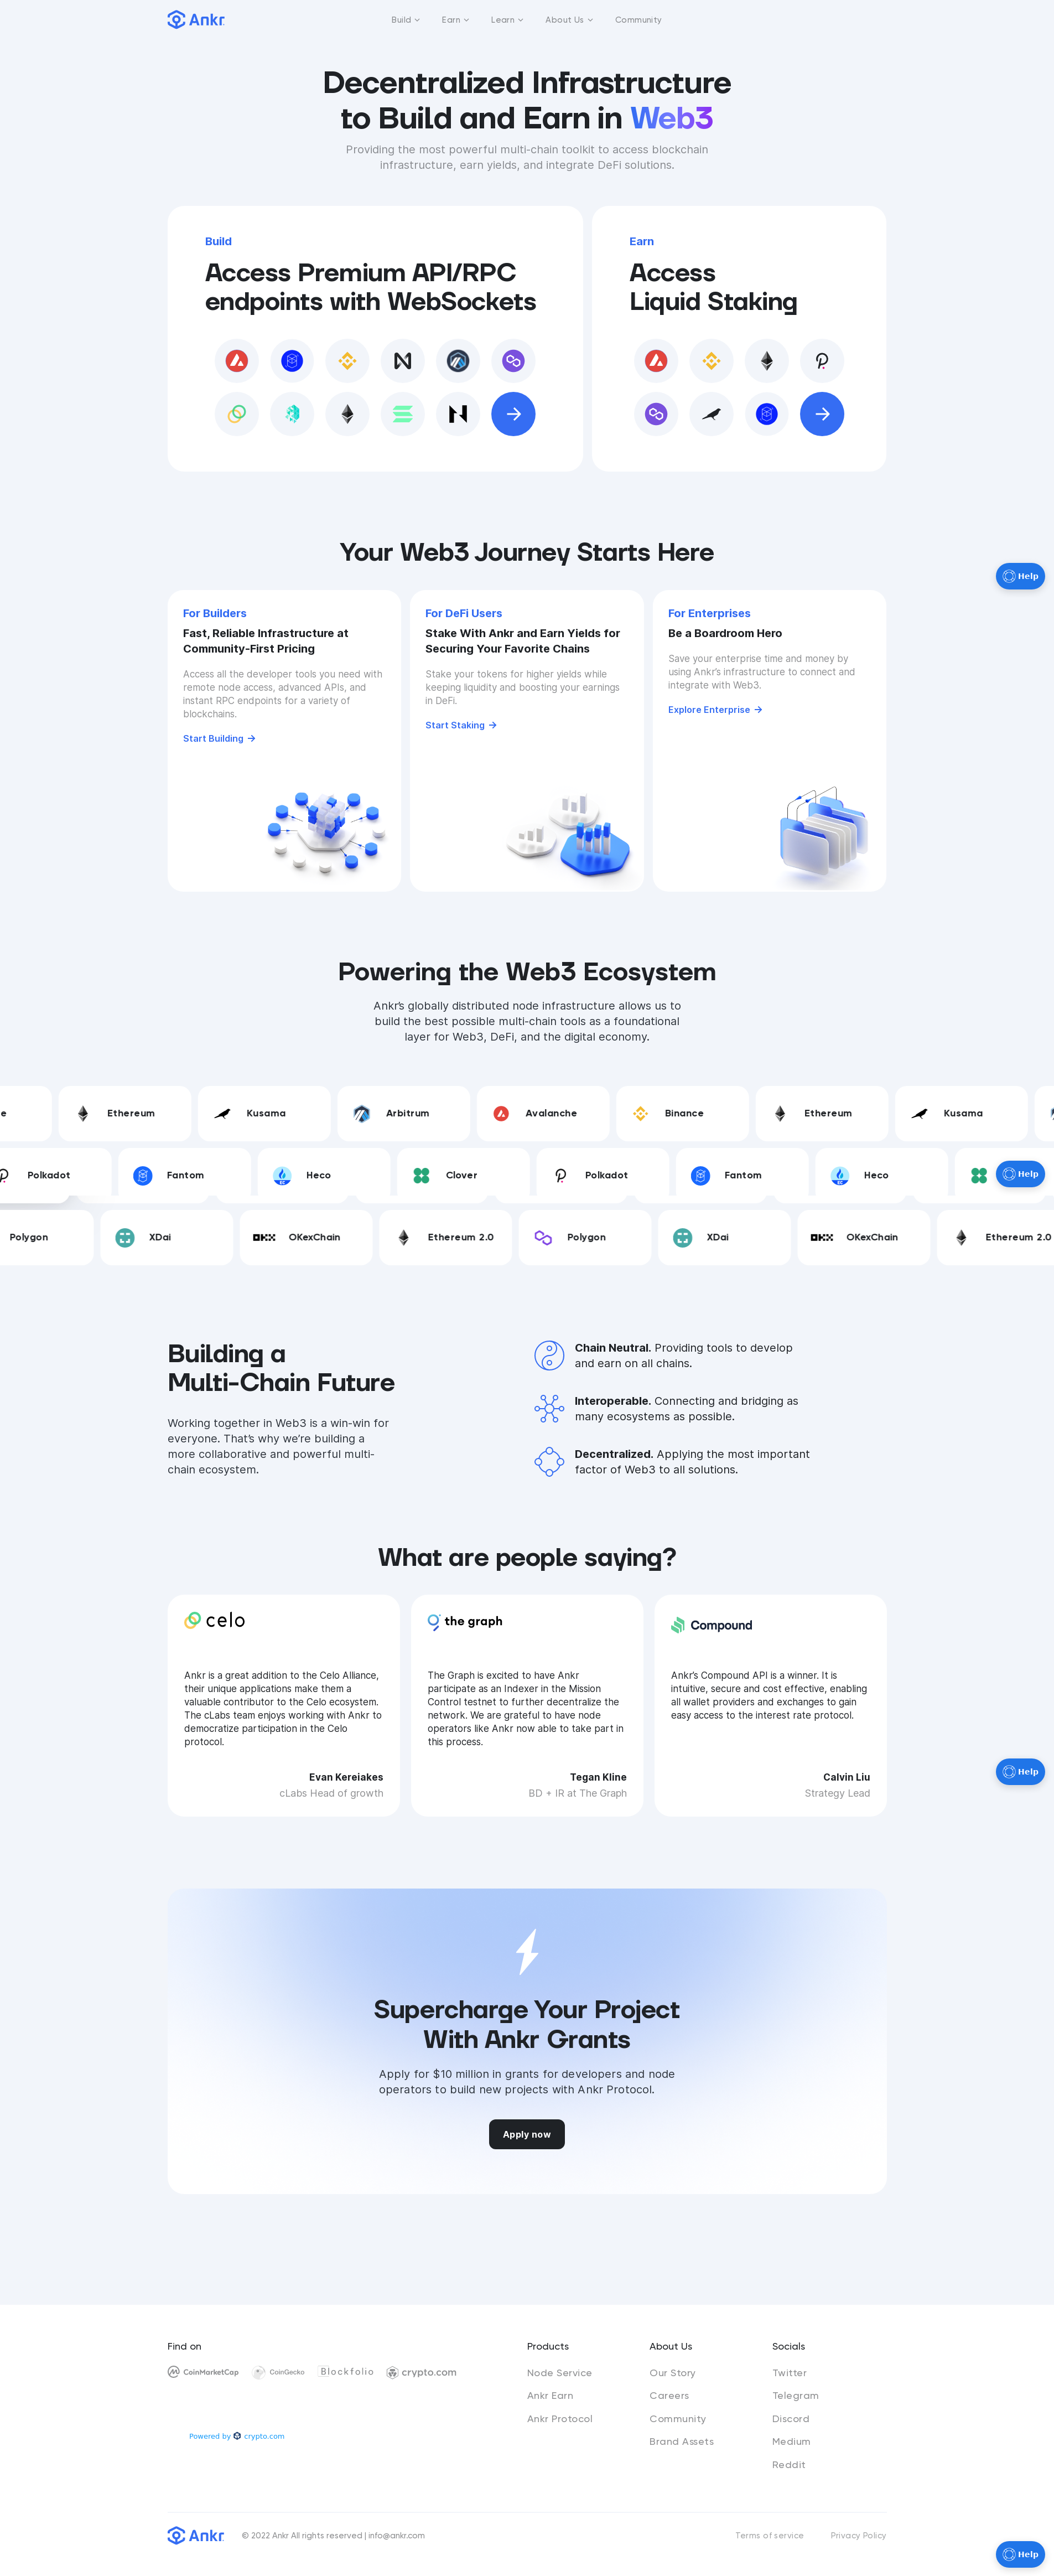 Ankr
Build
Earn
Learn
About Us
Community
Decentralized Infrastructure
to Build and Earn in Web3
Providing the most powerful multi-chain toolkit to access blockchain
infrastructure, earn yields, and integrate DeFi solutions.
Build
Access Premium API/RPC
endpoints with WebSockets
Earn
Access
Liquid Staking
Your Web3 Journey Starts Here
Help
For Builders
Fast, Reliable Infrastructure at
Community-First Pricing
Access all the developer tools you need with
remote node access, advanced APIs, and
instant RPC endpoints for a variety of
blockchains.
Start Building
For DeFi Users
Stake With Ankr and Earn Yields for
Securing Your Favorite Chains
Stake your tokens for higher yields while
keeping liquidity and boosting your earnings
in DeFi.
Start Staking
For Enterprises
Be a Boardroom Hero
Save your enterprise time and money by
using Ankr's infrastructure to connect and
integrate with Web3.
Explore Enterprise
Powering the Web3 Ecosystem
Ankr's globally distributed node infrastructure allows us to
build the best possible multi-chain tools as a foundational
layer for Web3, DeFi, and the digital economy.
e
Ethereum
Kusama
Arbitrum
Avalanche
Binance
Ethereum
Kusama
Polkadot
Fantom
Heco
Clover
Polkadot
Fantom
Heco
Help
Polygon
XDai
OKX
OKexChain
Ethereum 2.0
Polygon
XDai
OKX
OKexChain
Ethereum 2.0
Building a
Multi-Chain Future
Working together in Web3 is a win-win for
everyone. That's why we're building a
more collaborative and powerful multi-
chain ecosystem.
Chain Neutral. Providing tools to develop
and earn on all chains.
Interoperable. Connecting and bridging as
many ecosystems as possible.
Decentralized. Applying the most important
factor of Web3 to all solutions.
What are people saying?
celo
Ankr is a great addition to the Celo Alliance,
their unique applications make them a
valuable contributor to the Celo ecosystem.
The cLabs team enjoys working with Ankr to
democratize participation in the Celo
protocol.
Evan Kereiakes
cLabs Head of growth
the graph
The Graph is excited to have Ankr
participate as an Indexer in the Mission
Control testnet to further decentralize the
network. We are grateful to have node
operators like Ankr now able to take part in
this process.
Tegan Kline
BD + IR at The Graph
Compound
Ankr's Compound API is a winner. It is
intuitive, secure and cost effective, enabling
all wallet providers and exchanges to gain
easy access to the interest rate protocol.
Calvin Liu
Strategy Lead
Help
Supercharge Your Project
With Ankr Grants
Apply for $10 million in grants for developers and node
operators to build new projects with Ankr Protocol.
Apply now
Find on
CoinMarketCap
CoinGecko
Blockfolio
crypto.com
Powered by crypto.com
Products
Node Service
Ankr Earn
Ankr Protocol
About Us
Our Story
Careers
Community
Brand Assets
Socials
Twitter
Telegram
Discord
Medium
Reddit
Ankr
© 2022 Ankr All rights reserved | info@ankr.com
Terms of service
Privacy Policy
Help